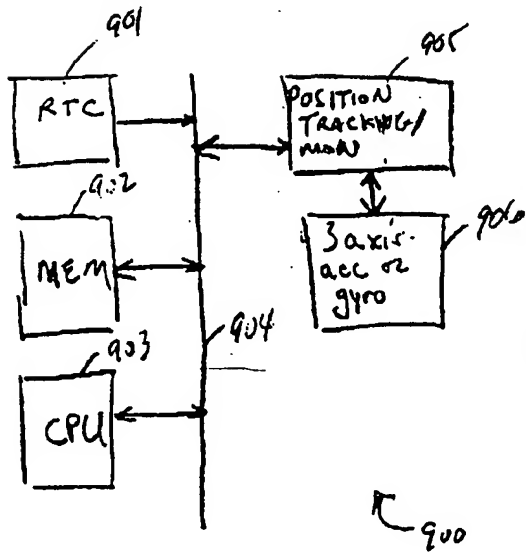 901
RTC
902
MEM
903
CPU
904
905
POSITION
TRACKING/
MON
906
3 axis
acc or
gyro
900